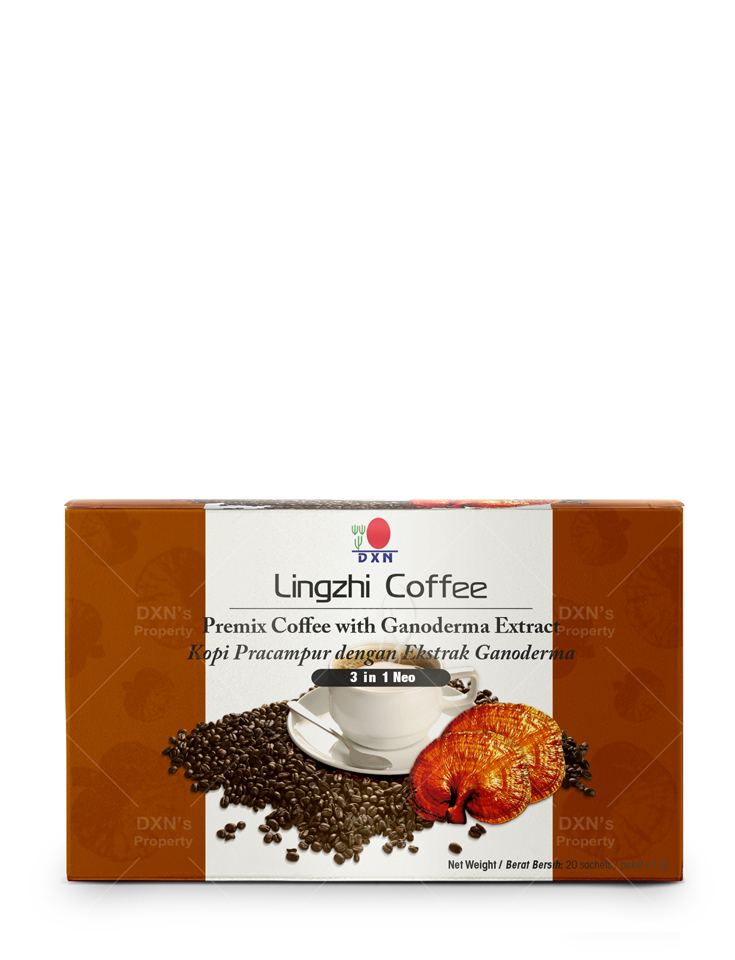 DXN
Lingzhi Coffee
Premix Coffee with Ganoderma Extract
Kopi Pracampur dengan Ekstrak Ganoderma
3 in 1 Neo
DXN's
Property
DXN's
Property
DXN's
Property
DXN's
Property
Net Weight / Berat Bersih: 20 sachets /